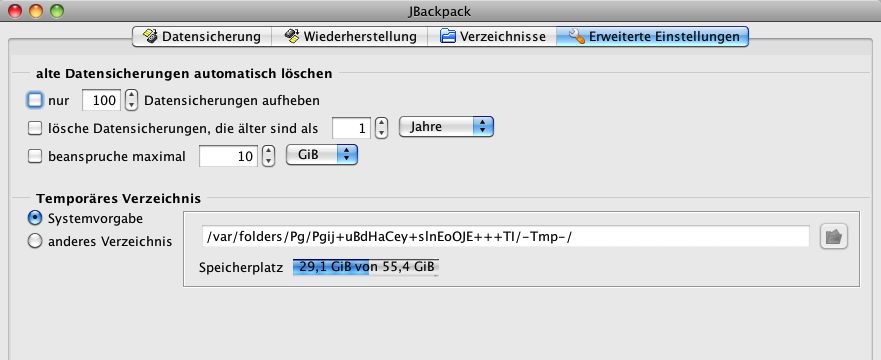 JBackpack
Datensicherung Wiederherstellung Verzeichnisse Erweiterte Einstellungen
alte Datensicherungen automatisch löschen
nur 100 Datensicherungen aufheben
lösche Datensicherungen, die älter sind als 1 Jahre
beanspruche maximal 10 GiB
Temporäres Verzeichnis
Systemvorgabe
anderes Verzeichnis
/var/folders/Pg/Pgij+uBdHaCey+slnEoOJE+++TI/-Tmp-/
Speicherplatz 29,1 GiB von 55,4 GiB